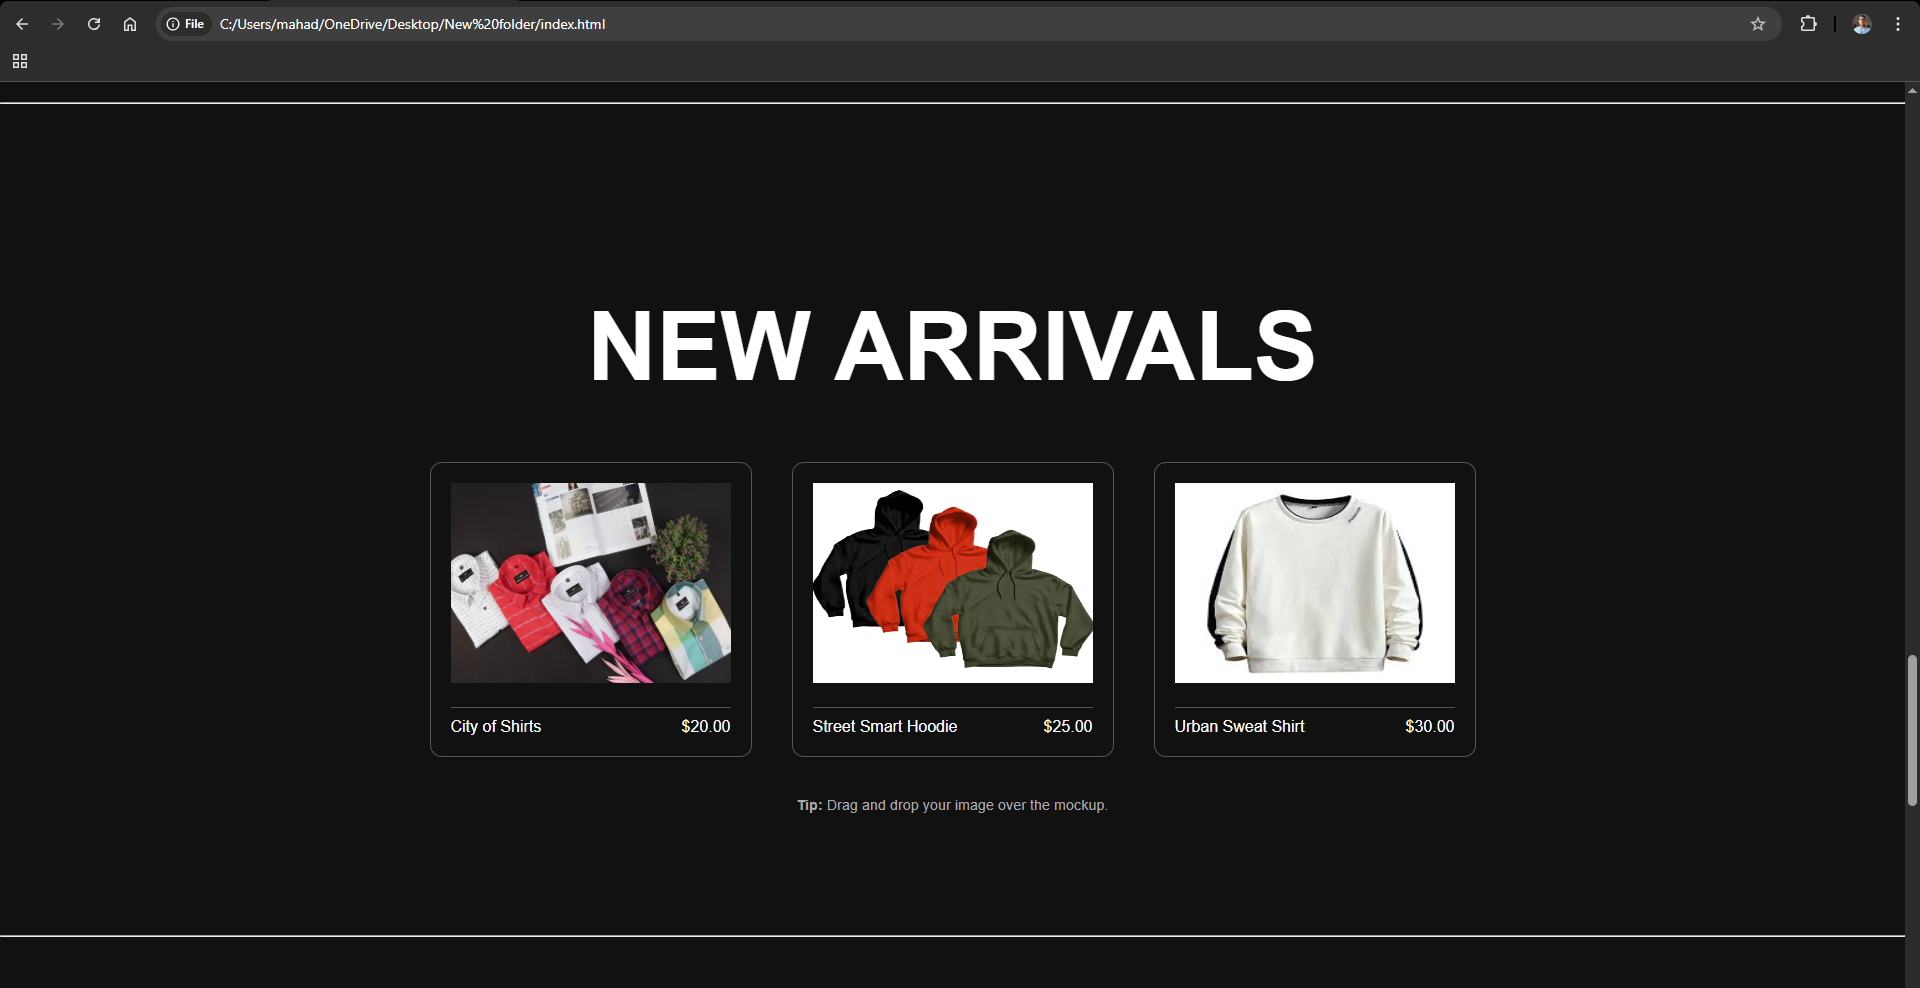 File C:/Users/mahad/OneDrive/Desktop/New%20folder/index.html
NEW ARRIVALS
City of Shirts $20.00
Street Smart Hoodie $25.00
Urban Sweat Shirt $30.00
Tip: Drag and drop your image over the mockup.